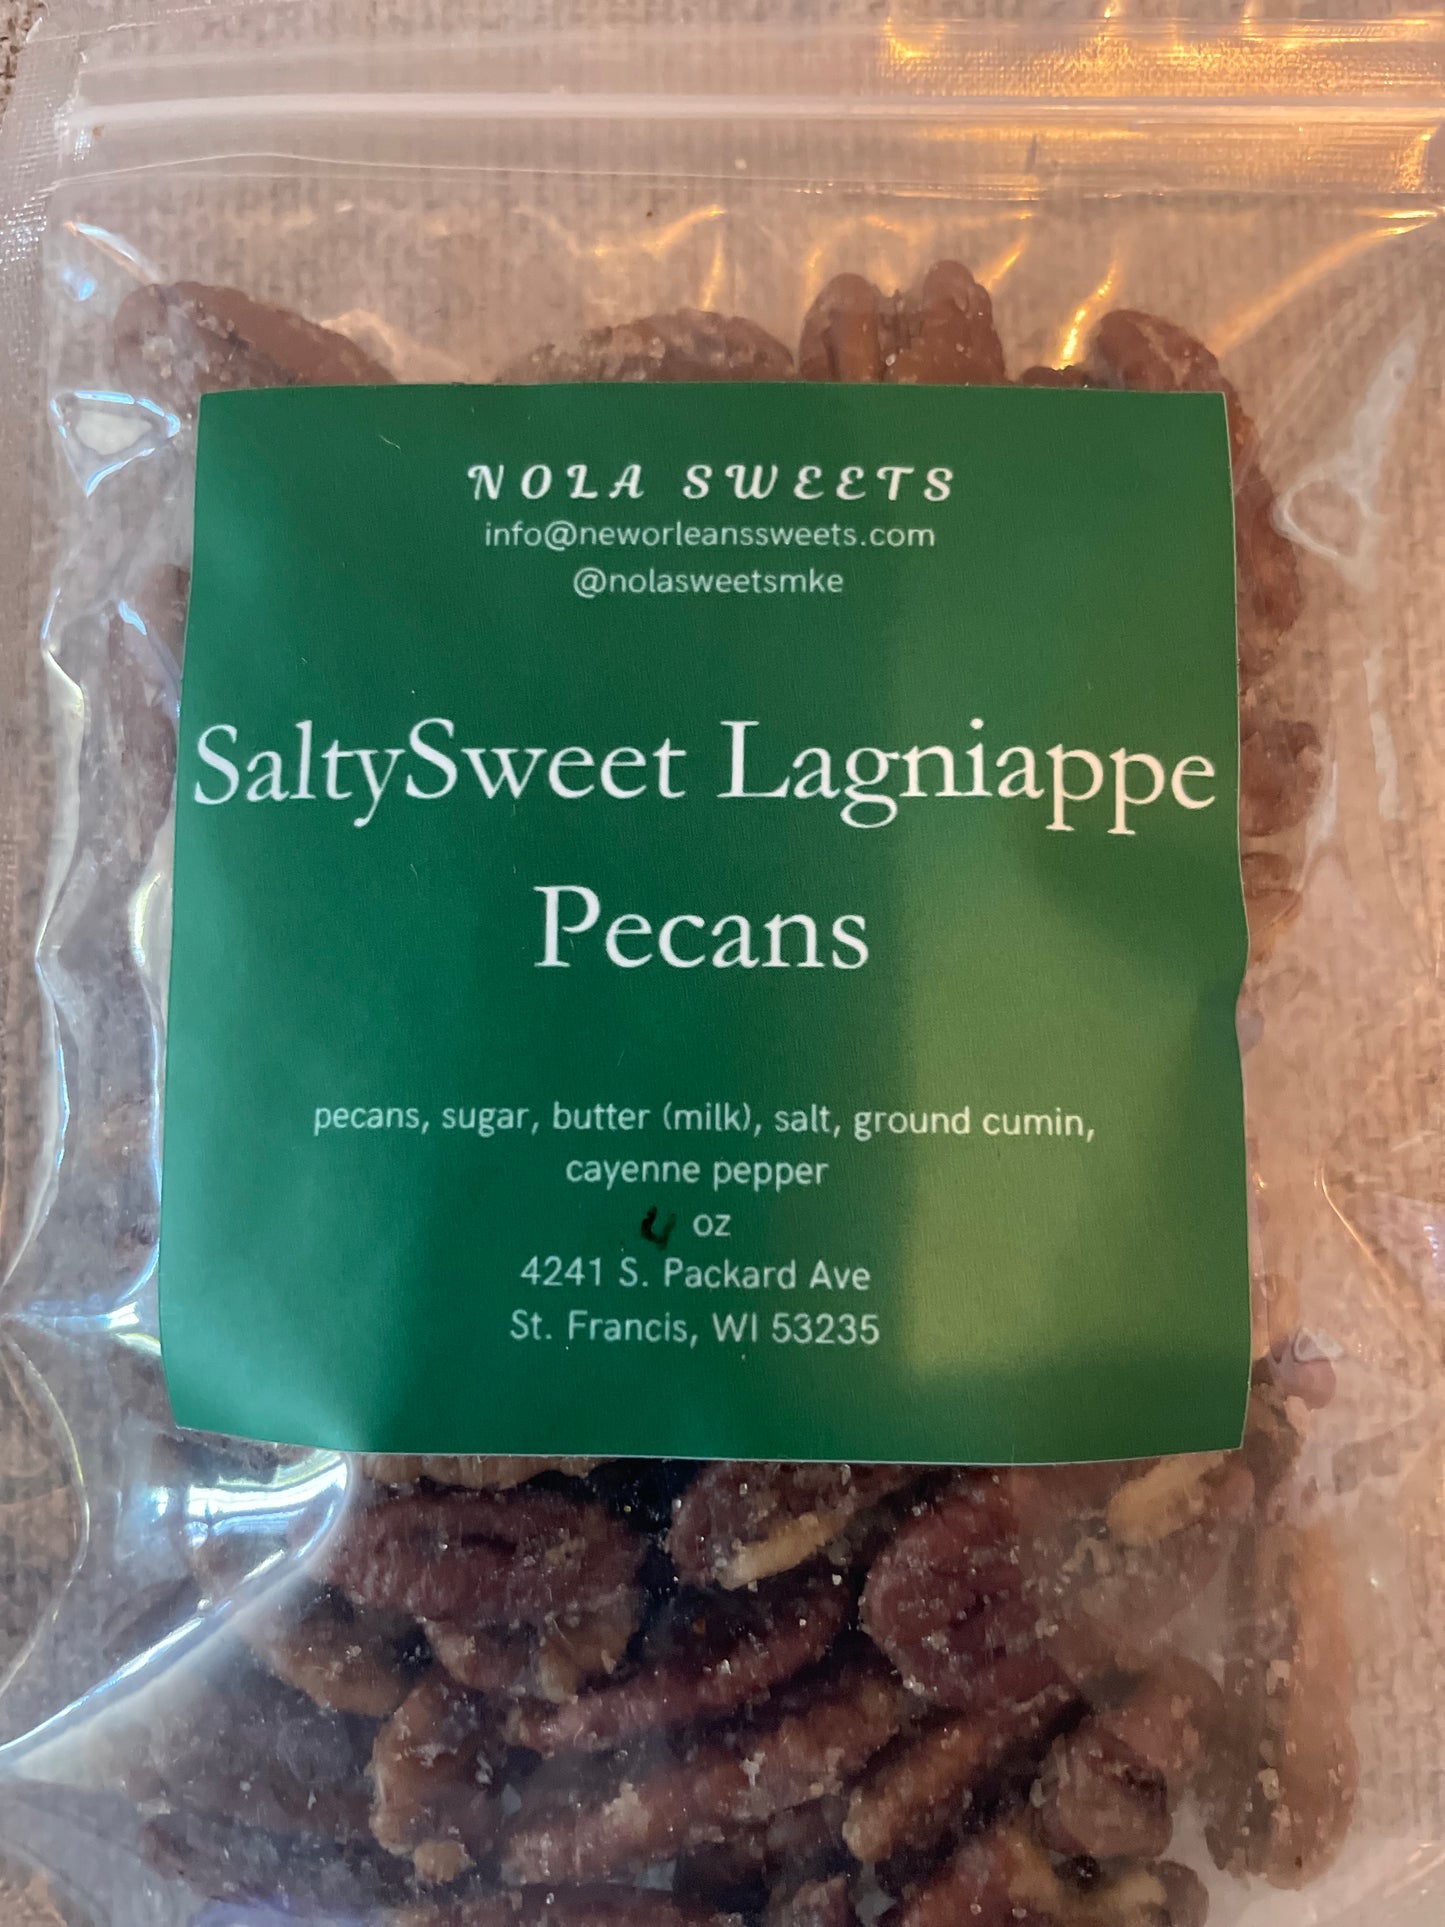 NOLA SWEETS
info@neworleanssweets.com
@nolasweetsmke
SaltySweet Lagniappe
Pecans
pecans, sugar, butter (milk), salt, ground cumin,
cayenne pepper
4 oz
4241 S. Packard Ave
St. Francis, WI 53235